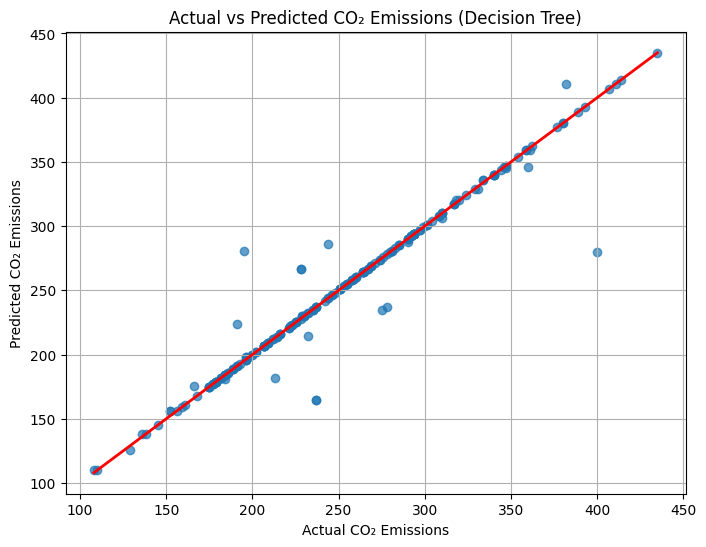 Actual vs Predicted CO₂ Emissions (Decision Tree)
450
400
350
300
250
200
150
100
Predicted CO₂ Emissions
100 150 200 250 300 350 400 450
Actual CO₂ Emissions